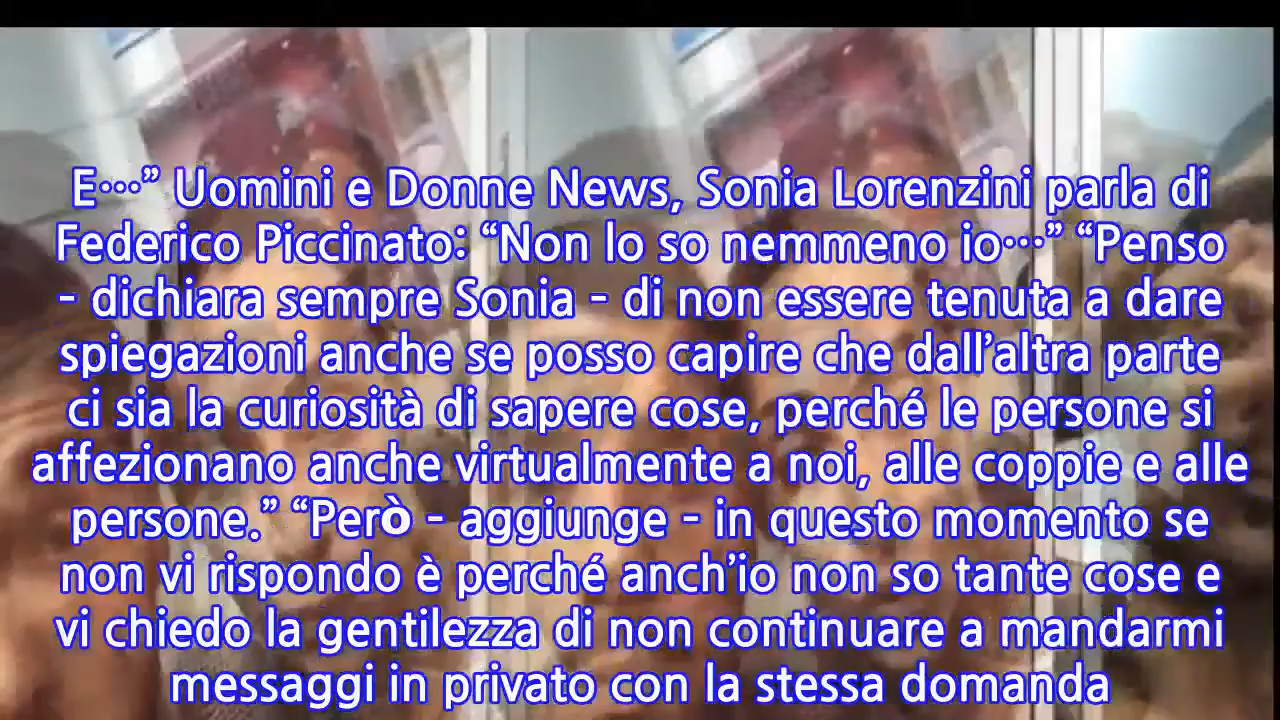 E…” Uomini e Donne News, Sonia Lorenzini parla di
Federico Piccinato: “Non lo so nemmeno io…” “Penso
- dichiara sempre Sonia - di non essere tenuta a dare
spiegazioni anche se posso capire che dall’altra parte
ci sia la curiosità di sapere cose, perché le persone si
affezionano anche virtualmente a noi, alle coppie e alle
persone.” “Però - aggiunge - in questo momento se
non vi rispondo è perché anch’io non so tante cose e
vi chiedo la gentilezza di non continuare a mandarmi
messaggi in privato con la stessa domanda